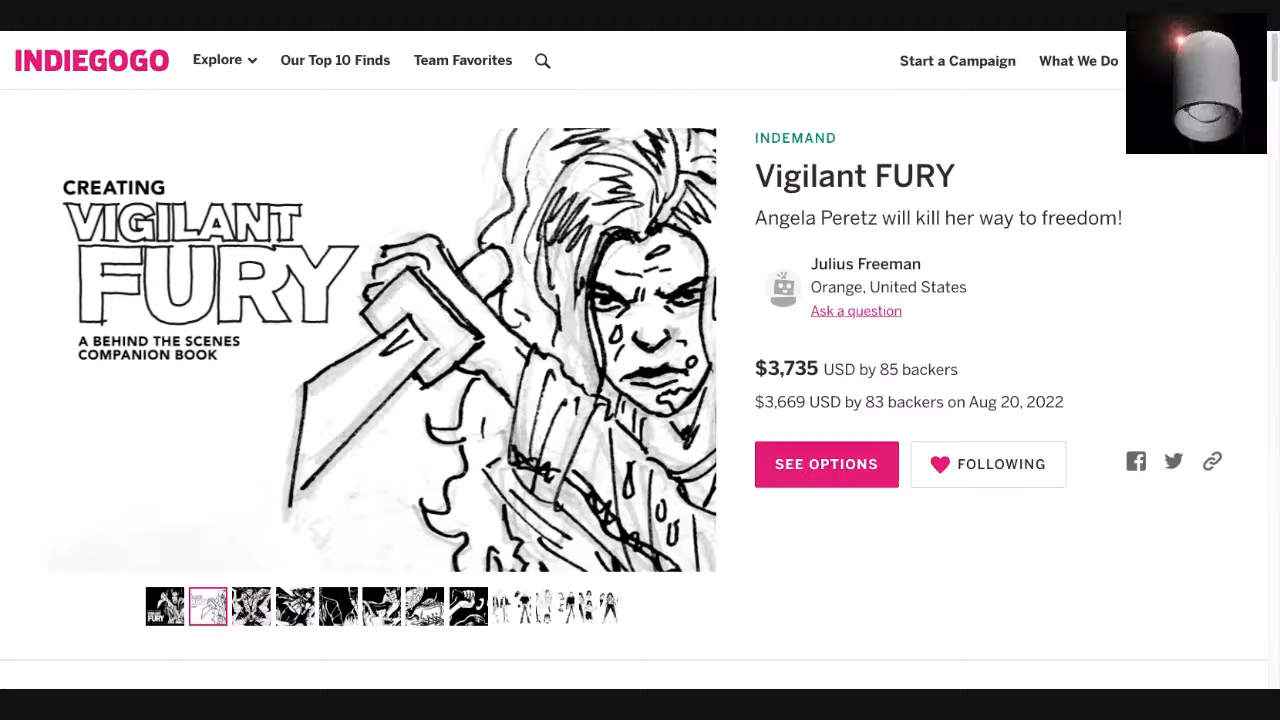 INDIEGOGO Explore Our Top 10 Finds Team Favorites Start a Campaign What We Do
CREATING
VIGILANT
FURY
A BEHIND THE SCENES
COMPANION BOOK
INDEMAND
Vigilant FURY
Angela Peretz will kill her way to freedom!
Julius Freeman
Orange, United States
Ask a question
$3,735 USD by 85 backers
$3,669 USD by 83 backers on Aug 20, 2022
SEE OPTIONS FOLLOWING
FURY